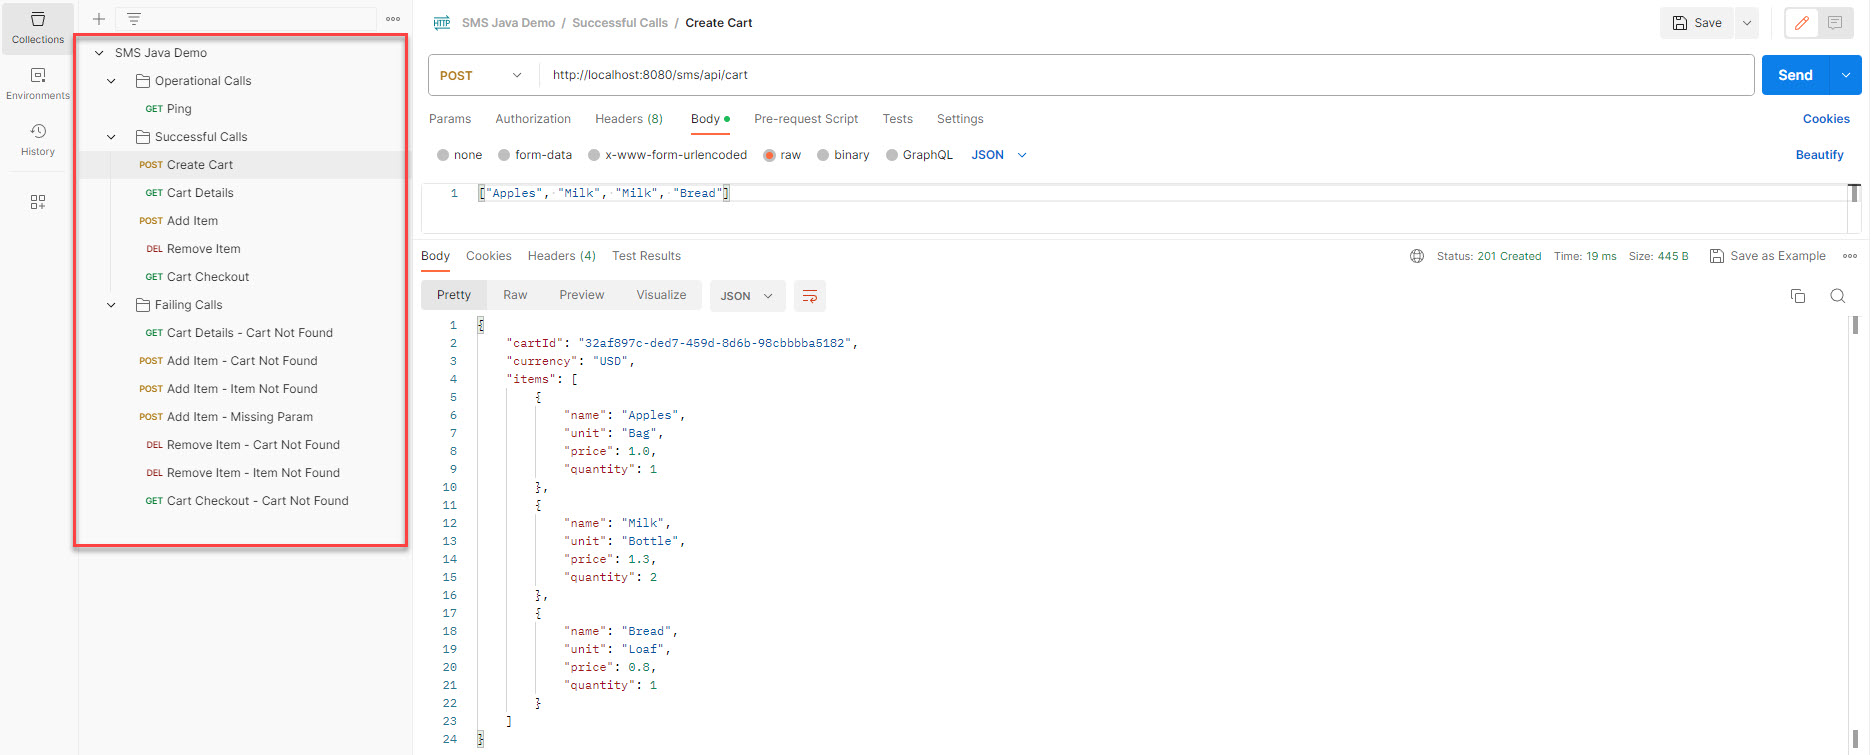 Collections
Environments
History
SMS Java Demo
Operational Calls
GET Ping
Successful Calls
POST Create Cart
GET Cart Details
POST Add Item
DEL Remove Item
GET Cart Checkout
Failing Calls
GET Cart Details - Cart Not Found
POST Add Item - Cart Not Found
POST Add Item - Item Not Found
POST Add Item - Missing Param
DEL Remove Item - Cart Not Found
DEL Remove Item - Item Not Found
GET Cart Checkout - Cart Not Found
HTTP SMS Java Demo / Successful Calls / Create Cart
Save
POST http://localhost:8080/sms/api/cart
Send
Params Authorization Headers (8) Body Pre-request Script Tests Settings Cookies
none form-data x-www-form-urlencoded raw binary GraphQL JSON Beautify
1 ["Apples", "Milk", "Milk", "Bread"]
Body Cookies Headers (4) Test Results Status: 201 Created Time: 19 ms Size: 445 B Save as Example
Pretty Raw Preview Visualize JSON
1 {
2 "cartId": "32af897c-ded7-459d-8d6b-98cbbbba5182",
3 "currency": "USD",
4 "items": [
5 {
6 "name": "Apples",
7 "unit": "Bag",
8 "price": 1.0,
9 "quantity": 1
10 },
11 {
12 "name": "Milk",
13 "unit": "Bottle",
14 "price": 1.3,
15 "quantity": 2
16 },
17 {
18 "name": "Bread",
19 "unit": "Loaf",
20 "price": 0.8,
21 "quantity": 1
22 }
23 ]
24 }